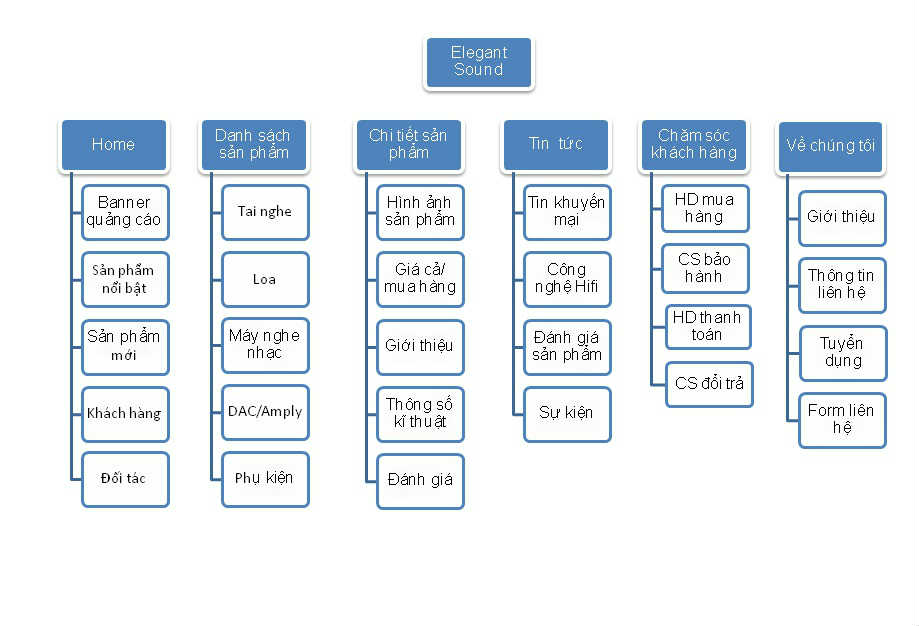 Elegant
Sound
Home
Banner
quảng cáo
Sản phẩm
nổi bật
Sản phẩm
mới
Khách hàng
Đối tác
Danh sách
sản phẩm
Tai nghe
Loa
Máy nghe
nhạc
DAC/Amply
Phụ kiện
Chi tiết sản
phẩm
Hình ảnh
sản phẩm
Giá cả/
mua hàng
Giới thiệu
Thông số
kĩ thuật
Đánh giá
Tin tức
Tin khuyến
mại
Công
nghệ Hifi
Đánh giá
sản phẩm
Sự kiện
Chăm sóc
khách hàng
HD mua
hàng
CS bảo
hành
HD thanh
toán
CS đổi trả
Về chúng tôi
Giới thiệu
Thông tin
liên hệ
Tuyển
dụng
Form liên
hệ